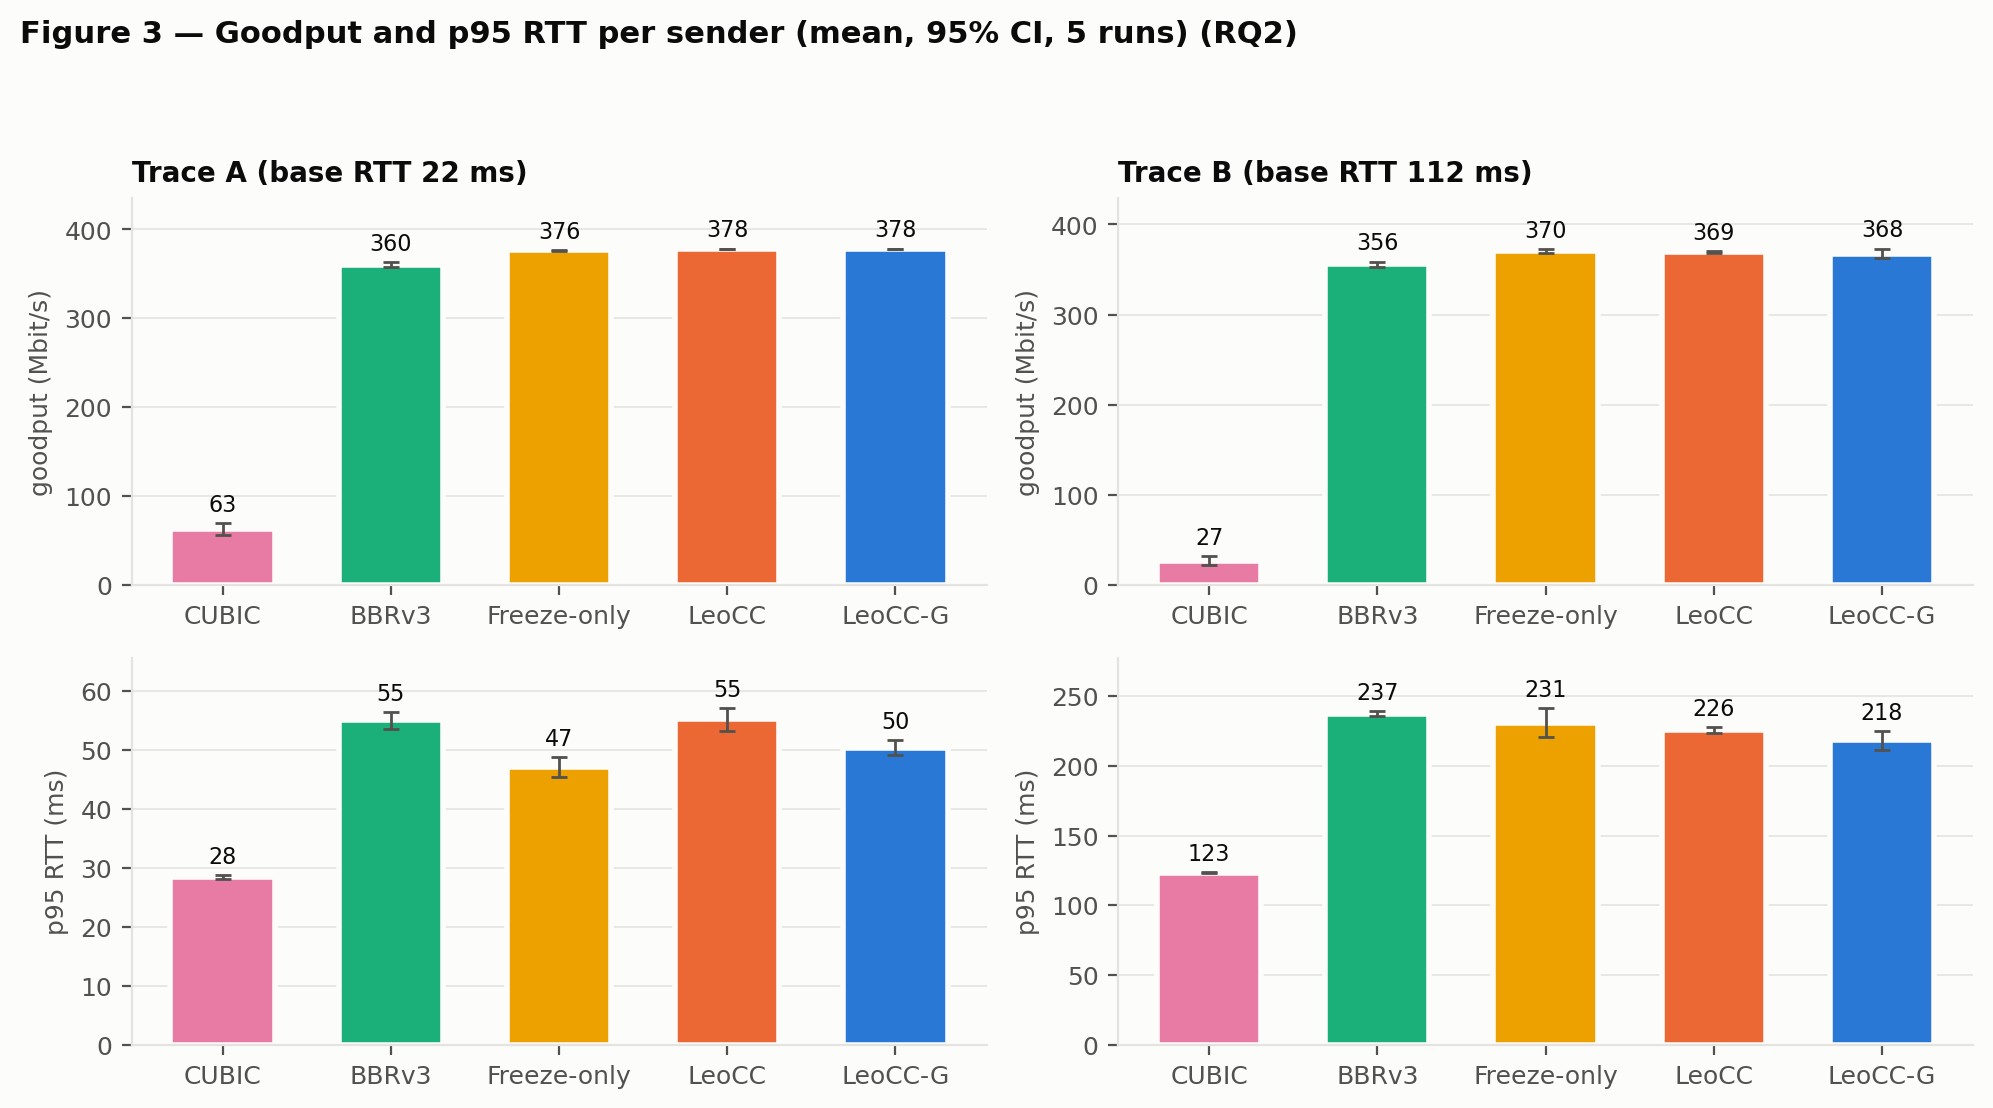 Figure 3 — Goodput and p95 RTT per sender (mean, 95% CI, 5 runs) (RQ2)
Trace A (base RTT 22 ms)
goodput (Mbit/s)
400
300
200
100
0
63
360
376
378
378
CUBIC
BBRv3
Freeze-only
LeoCC
LeoCC-G
Trace B (base RTT 112 ms)
goodput (Mbit/s)
400
300
200
100
0
27
356
370
369
368
CUBIC
BBRv3
Freeze-only
LeoCC
LeoCC-G
p95 RTT (ms)
60
50
40
30
20
10
0
28
55
47
55
50
CUBIC
BBRv3
Freeze-only
LeoCC
LeoCC-G
p95 RTT (ms)
250
200
150
100
50
0
123
237
231
226
218
CUBIC
BBRv3
Freeze-only
LeoCC
LeoCC-G